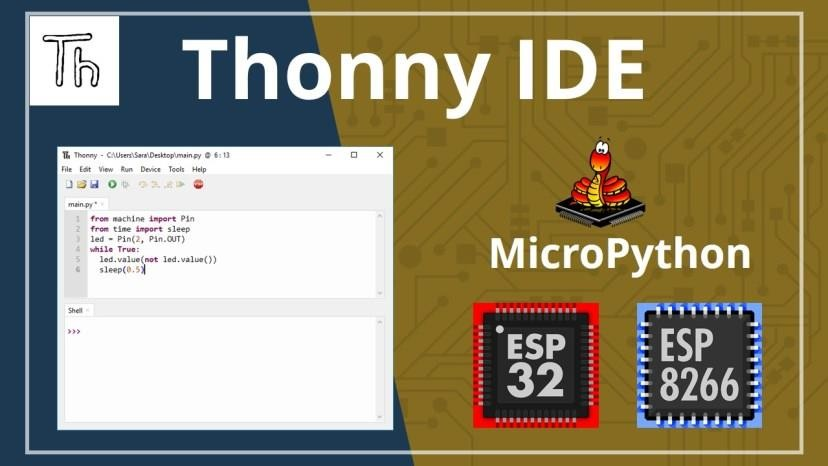 Th
Thonny IDE
Th Thonny - C:\Users\Sara\Desktop\main.py @ 6:13
File Edit View Run Device Tools Help
STOP
main.py *
1 from machine import Pin
2 from time import sleep
3 led = Pin(2, Pin.OUT)
4 while True:
5 led.value(not led.value())
6 sleep(0.5)
Shell
>>>
MicroPython
ESP
32
ESP
8266